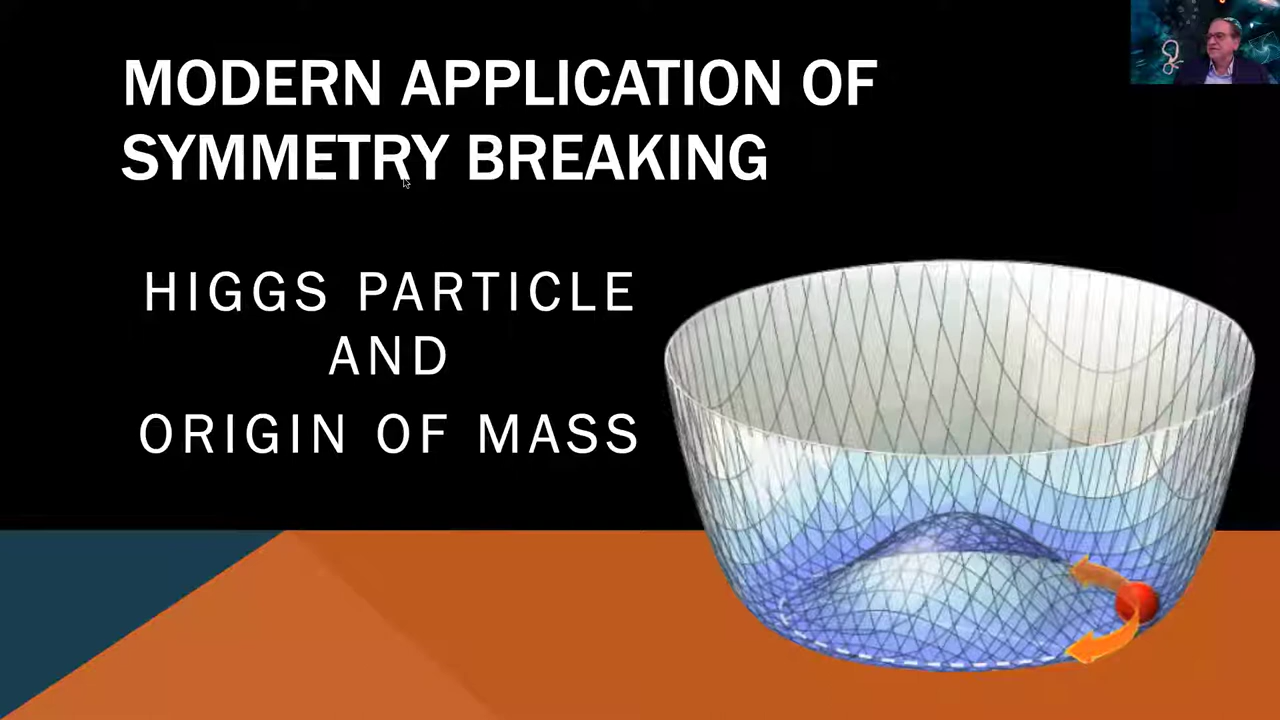 MODERN APPLICATION OF
SYMMETRY BREAKING
HIGGS PARTICLE
AND
ORIGIN OF MASS